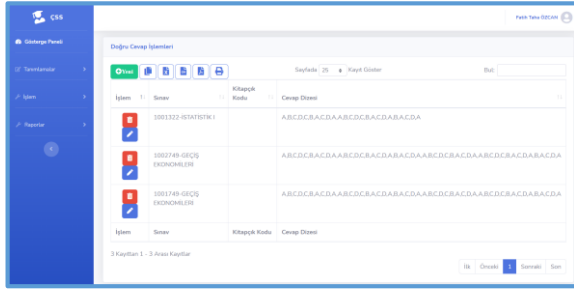 ÇSS
Fatih Taha ÖZCAN
Gösterge Paneli
Tanımlamalar
İşlem
Raporlar
Doğru Cevap İşlemleri
Yeni
Sayfada 25 Kayıt Göster
Bul:
İşlem Sınav Kitapçık Kodu Cevap Dizesi
1001322-İSTATİSTİK I A,B,C,D,C,B,A,C,D,A,A,B,C,D,C,B,A,C,D,A,B,A,C,D,A
1002749-GEÇİŞ EKONOMİLERİ
1001749-GEÇİŞ EKONOMİLERİ
İşlem Sınav Kitapçık Kodu Cevap Dizesi
3 Kayıttan 1 - 3 Arası Kayıtlar
İlk Önceki 1 Sonraki Son